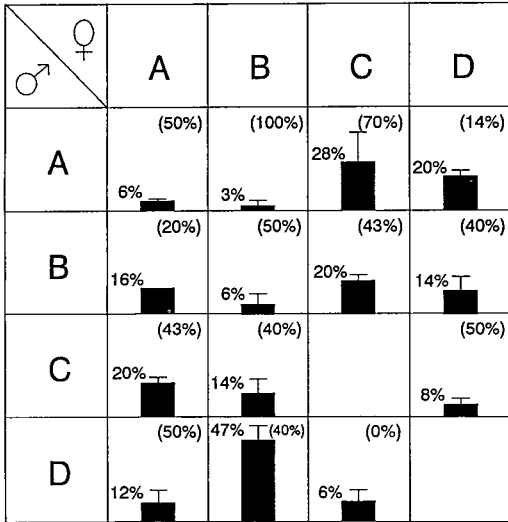 ♂ ♀ A B C D
A (50%) (100%) (70%) (14%)
6% 3% 28% 20%
B (20%) (50%) (43%) (40%)
16% 6% 20% 14%
C (43%) (40%) (50%)
20% 14% 8%
D (50%) 47% (40%) (0%)
12% 6%